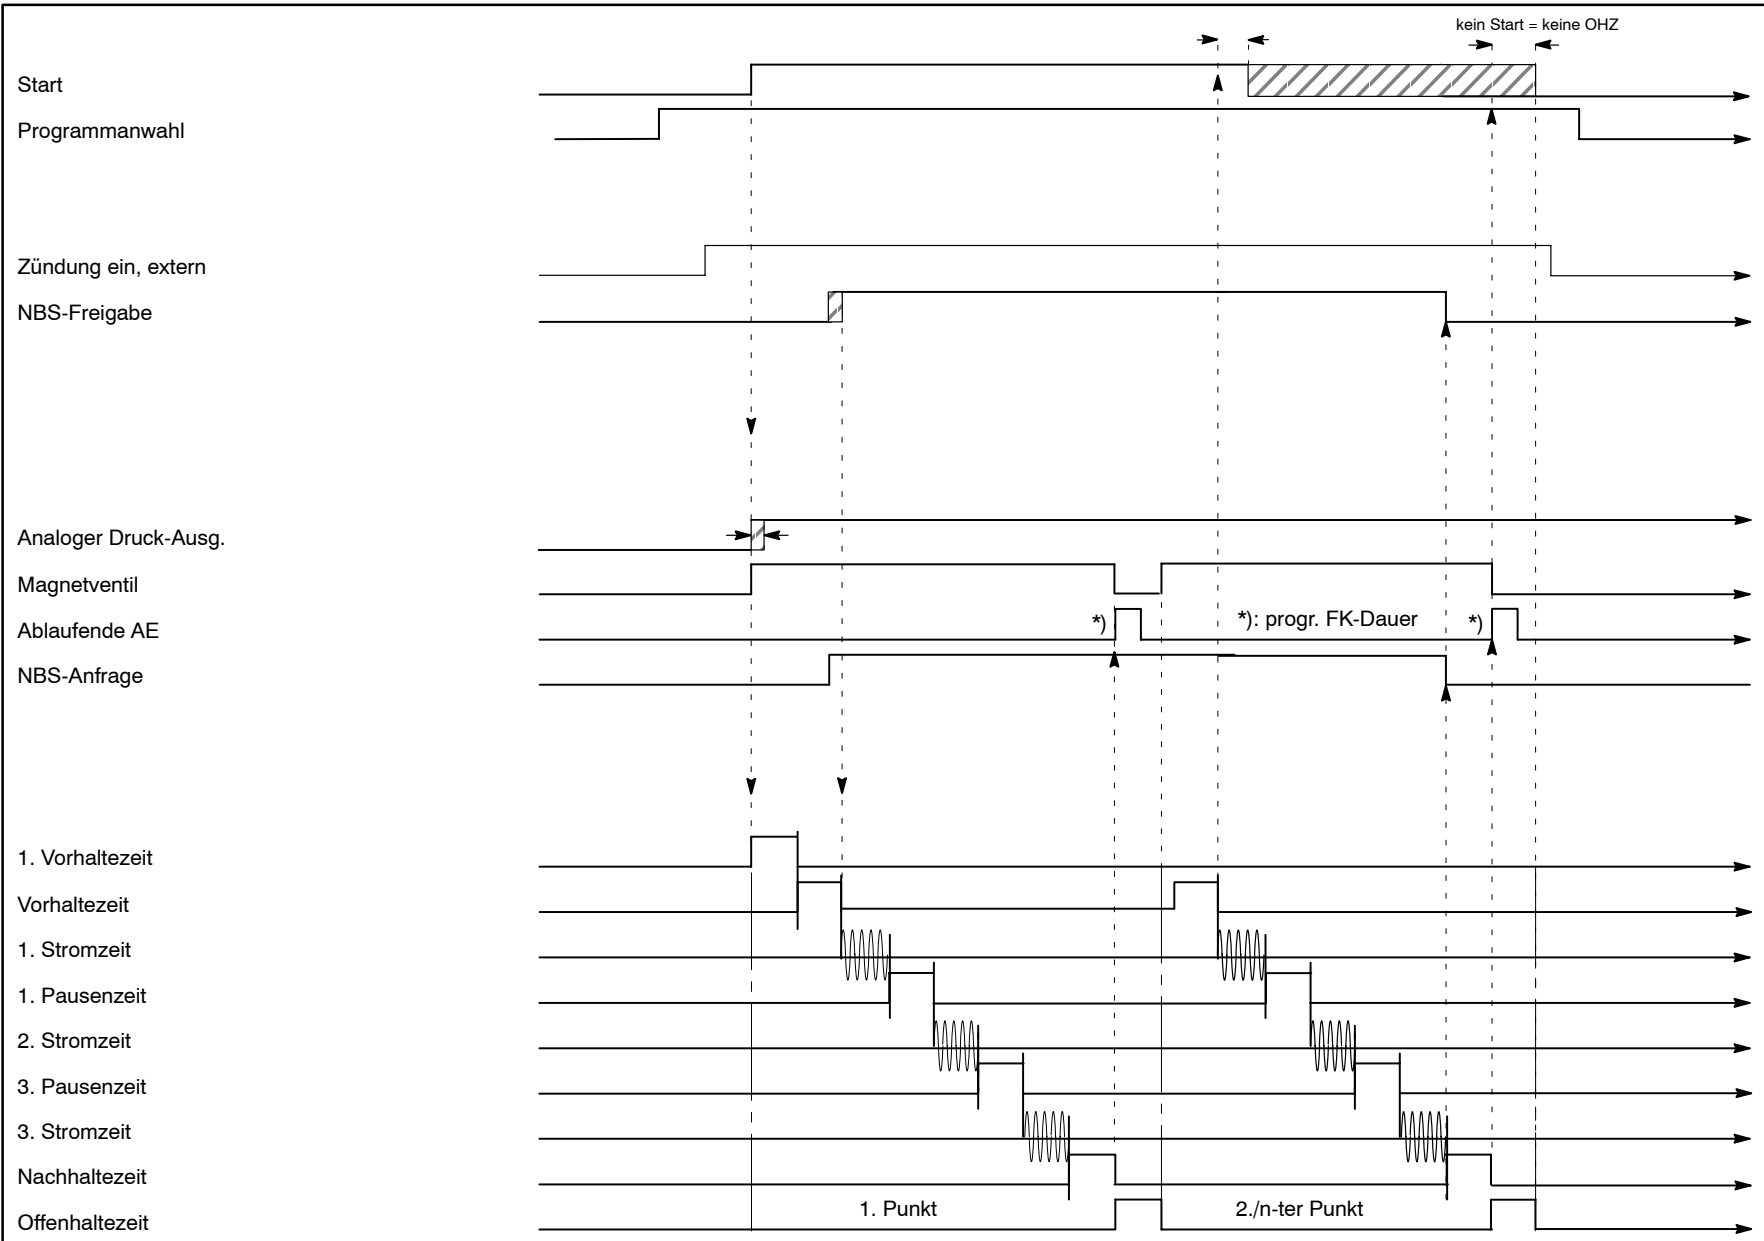 kein Start = keine OHZ
Start
Programmanwahl
Zündung ein, extern
NBS-Freigabe
Analoger Druck-Ausg.
Magnetventil
Ablaufende AE
*)
*): progr. FK-Dauer
*)
NBS-Anfrage
1. Vorhaltezeit
Vorhaltezeit
1. Stromzeit
1. Pausenzeit
2. Stromzeit
3. Pausenzeit
3. Stromzeit
Nachhaltezeit
1. Punkt
2./n-ter Punkt
Offenhaltezeit